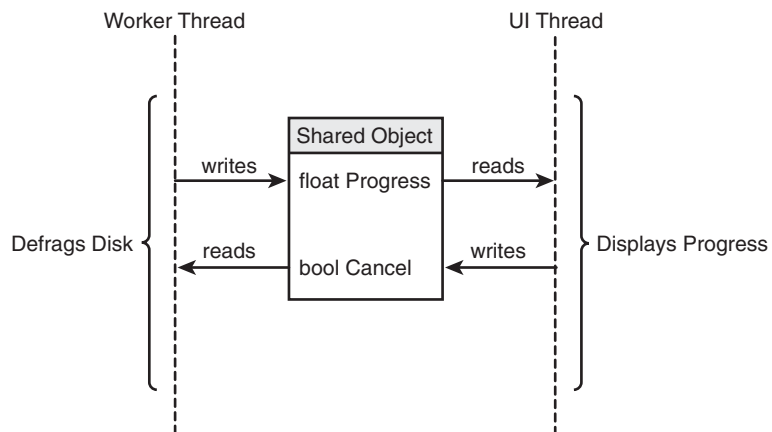 Worker Thread
UI Thread
Shared Object
writes
float Progress
reads
Defrags Disk
Displays Progress
reads
bool Cancel
writes